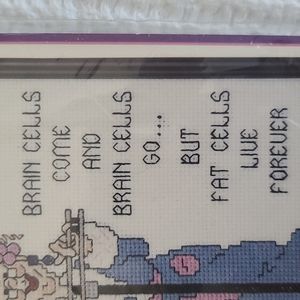 BRAIN CELLS
COME
AND
BRAIN CELLS
GO....
BUT
FAT CELLS
LIVE
FOREVER